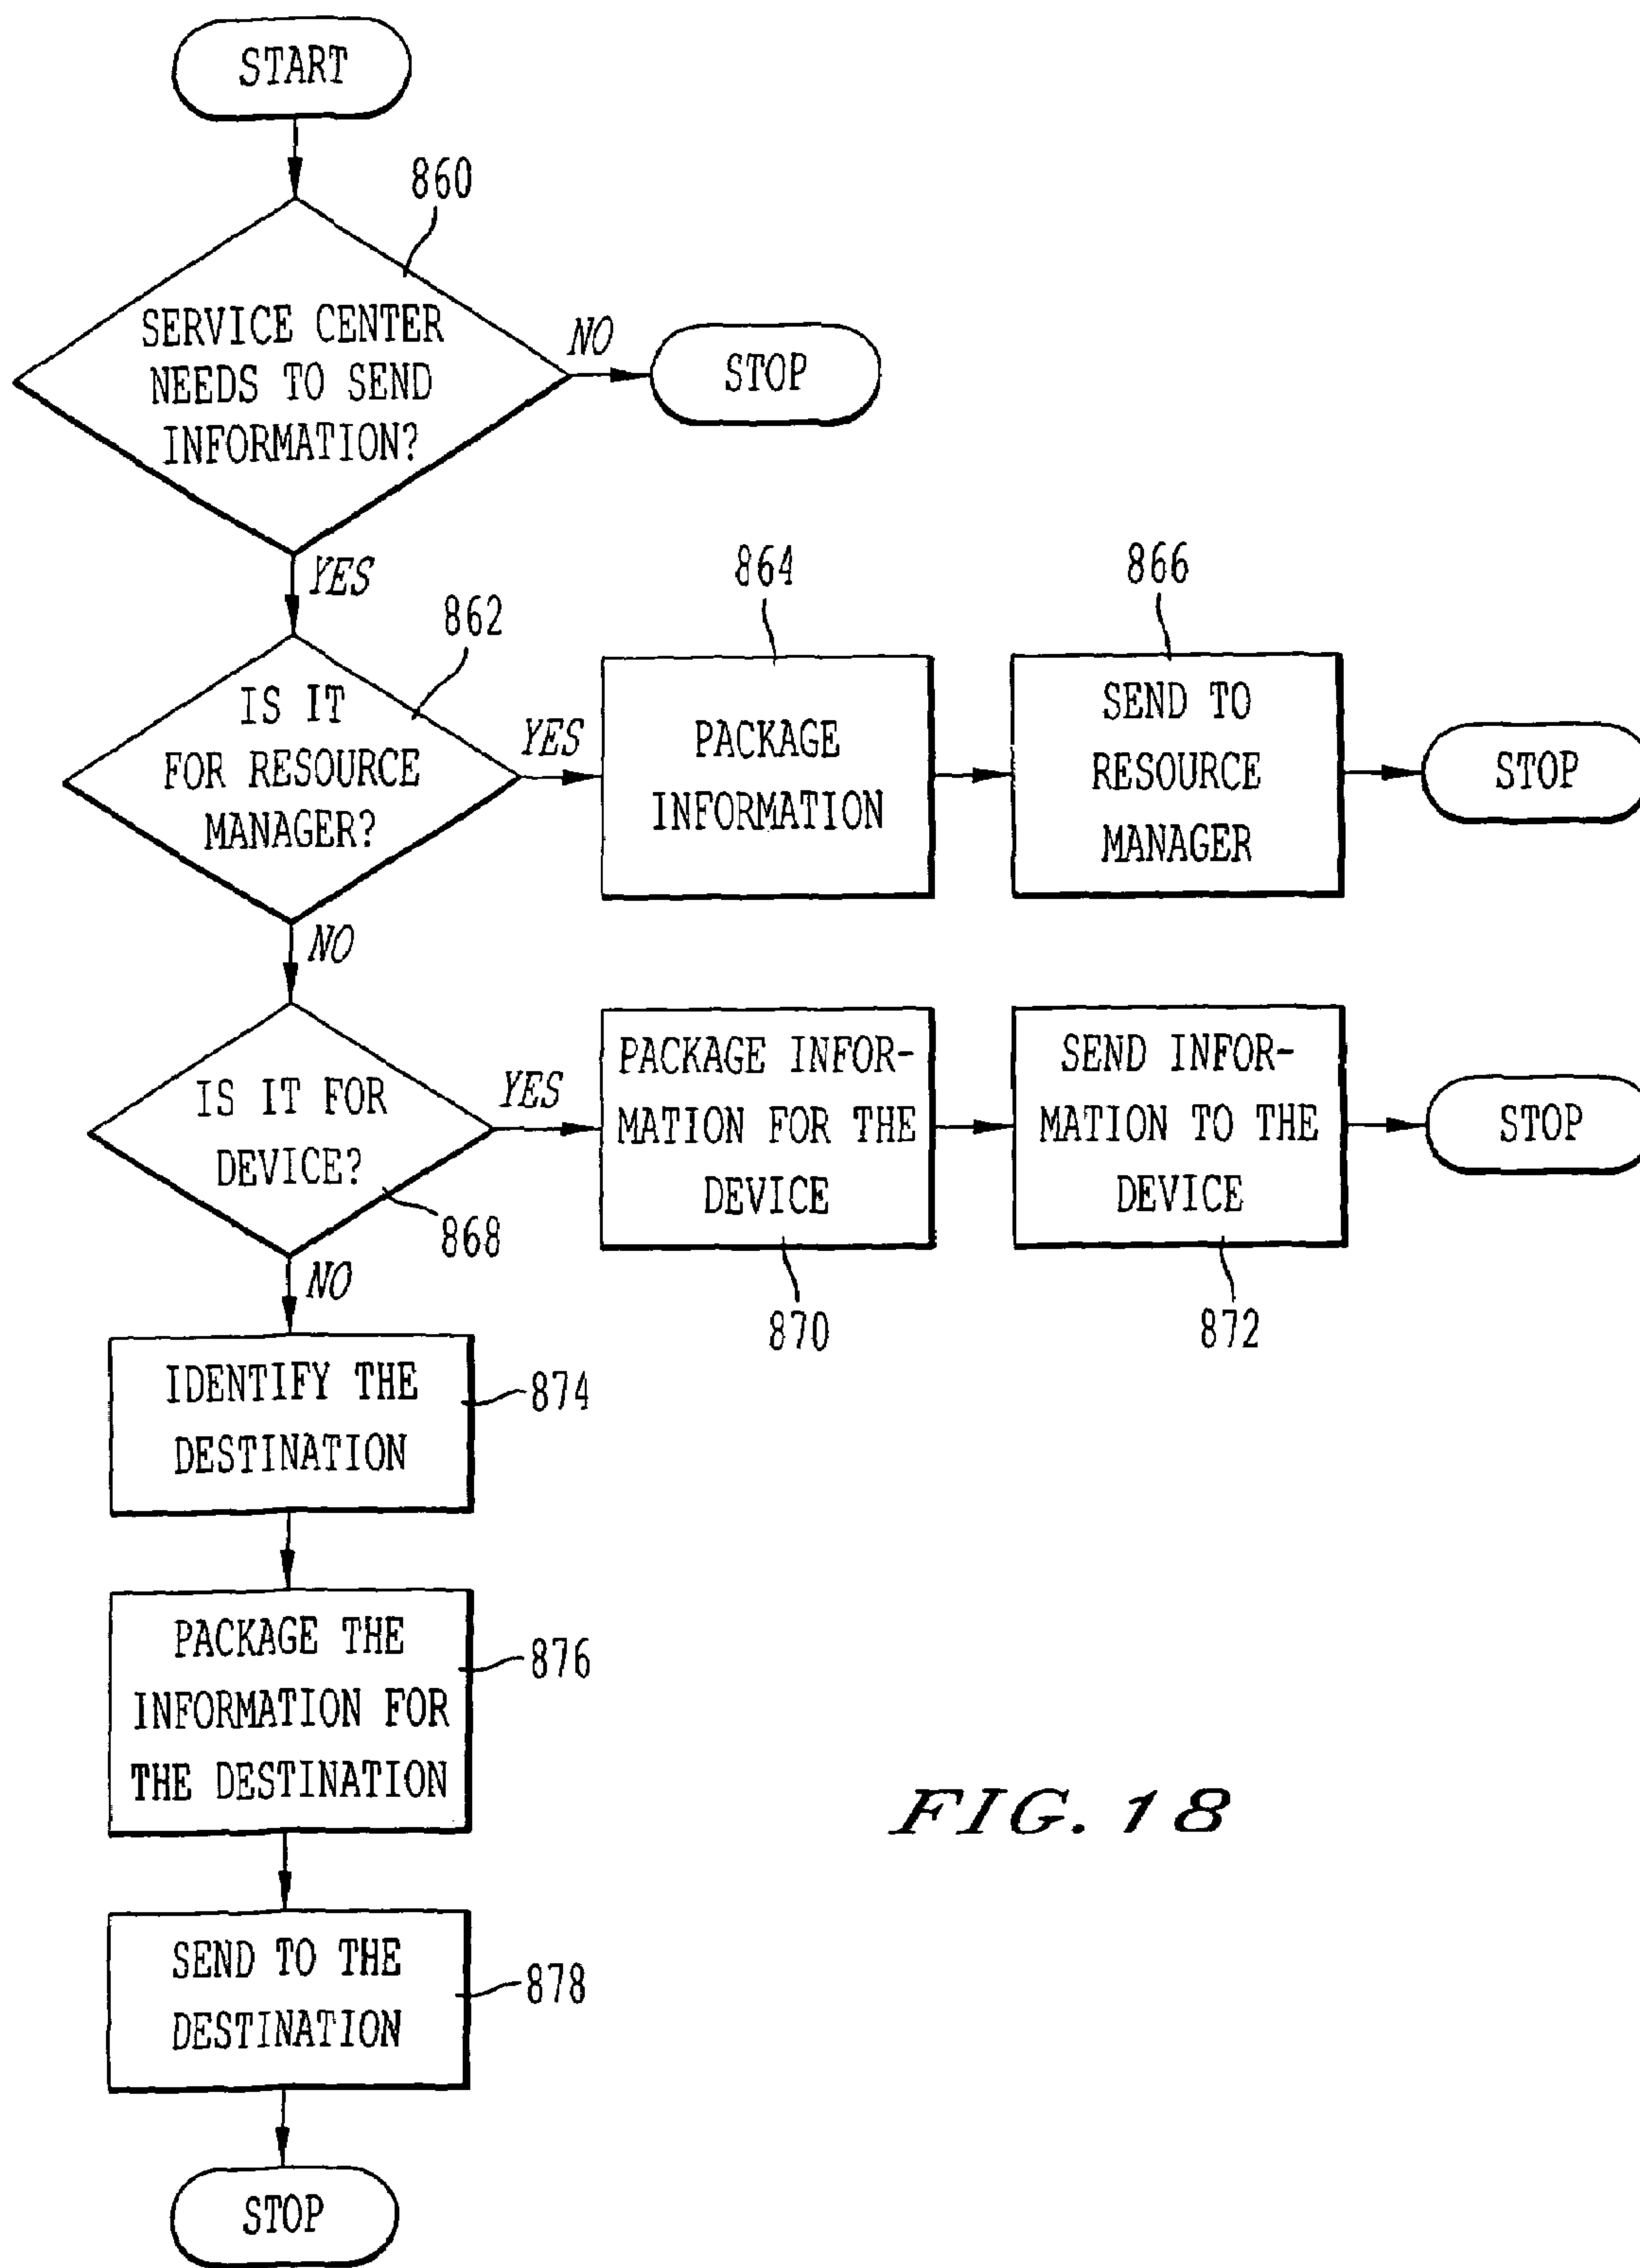 START
860
SERVICE CENTER
NEEDS TO SEND
INFORMATION?
NO
STOP
YES
862
IS IT
FOR RESOURCE
MANAGER?
YES
864
PACKAGE
INFORMATION
866
SEND TO
RESOURCE
MANAGER
STOP
NO
IS IT FOR
DEVICE?
868
YES
PACKAGE INFOR-
MATION FOR THE
DEVICE
870
SEND INFOR-
MATION TO THE
DEVICE
872
STOP
NO
IDENTIFY THE
DESTINATION
874
PACKAGE THE
INFORMATION FOR
THE DESTINATION
876
SEND TO THE
DESTINATION
878
STOP
FIG. 18